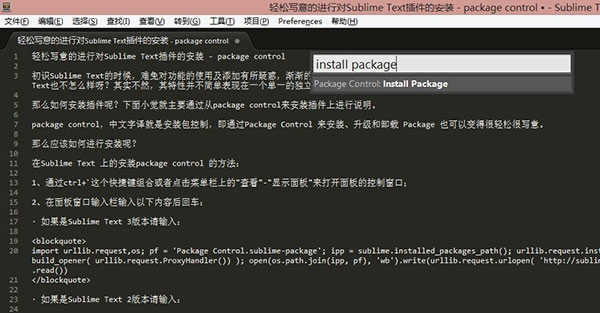 轻松写意的进行对Sublime Text插件的安装 - package control • - Sublime T
文件(F) 编辑(E) 选择(S) 查找(I) 查看(V) 转到(G) 工具(T) 项目(P) Preferences 帮助(H)
轻松写意的进行对Sublime Text插件的安装 - package control
install package
Package Control: Install Package
1 轻松写意的进行对Sublime Text插件的安装 - package control
2
3 初识Sublime Text的时候，难免对功能的使用及添加有所疑惑，渐渐的
Text也不怎么样呀？其实不然，其特性并不简单表现在一个单一的独立
4
5 那么如何安装插件呢？下面小觉就主要通过从package control来安装插件上进行说明。
6
7 package control，中文字译就是安装包控制，即通过Package Control 来安装、升级和卸载 Package 也可以变得很轻松很写意。
8
9 那么应该如何进行安装呢？
10
11 在Sublime Text 上的安装package control 的方法：
12
13 1、通过ctrl+`这个快捷键组合或者点击菜单栏上的"查看"-"显示面板"来打开面板的控制窗口；
14
15 2、在面板窗口输入栏输入以下内容后回车：
16
17 · 如果是Sublime Text 3版本请输入：
18
19 <blockquote>
20 import urllib.request,os; pf = 'Package Control.sublime-package'; ipp = sublime.installed_packages_path(); urllib.request.inst
build_opener( urllib.request.ProxyHandler()) ); open(os.path.join(ipp, pf), 'wb').write(urllib.request.urlopen( 'http://sublim
.read())
21 </blockquote>
22
23 · 如果是Sublime Text 2版本请输入：
24